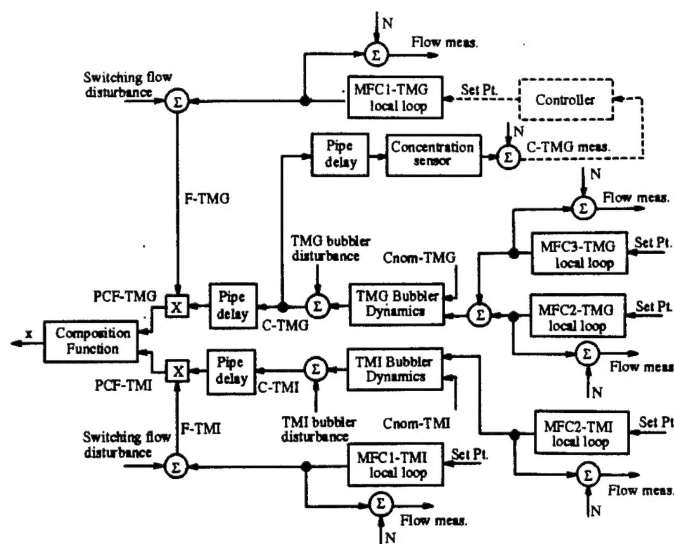 N
Flow meas.
Switching flow
disturbance
Σ
Σ
MFC1-TMG
local loop
Set Pt.
Controller
N
C-TMG meas.
Pipe
delay
Concentration
sensor
Σ
N
F-TMG
Σ
Flow meas.
TMG bubbler
disturbance
Cnom-TMG
MFC3-TMG
local loop
Set Pt.
PCF-TMG
X
Pipe
delay
C-TMG
Σ
TMG Bubbler
Dynamics
Σ
MFC2-TMG
local loop
Set Pt.
x
Composition
Function
Σ
Flow meas.
N
PCF-TMI
X
Pipe
delay
C-TMI
Σ
TMI Bubbler
Dynamics
Cnom-TMI
TMI bubbler
disturbance
F-TMI
MFC2-TMI
local loop
Set Pt.
Switching flow
disturbance
Σ
MFC1-TMI
local loop
Set Pt.
Σ
Flow meas.
N
Σ
Flow meas.
N